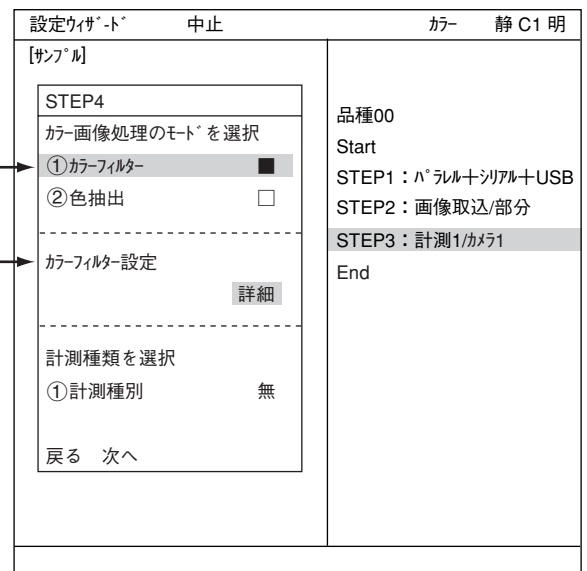 設定ｳｨｻﾞ-ﾄﾞ 中止 ｶﾗｰ 静 C1 明
[ｻﾝﾌﾟﾙ]
STEP4
ｶﾗｰ画像処理のﾓｰﾄﾞを選択
①ｶﾗｰﾌｨﾙﾀｰ ■
②色抽出 □
ｶﾗｰﾌｨﾙﾀｰ設定
詳細
計測種類を選択
①計測種別 無
戻る 次へ
品種00
Start
STEP1：ﾊﾟﾗﾚﾙ＋ｼﾘｱﾙ＋USB
STEP2：画像取込/部分
STEP3：計測1/ｶﾒﾗ1
End